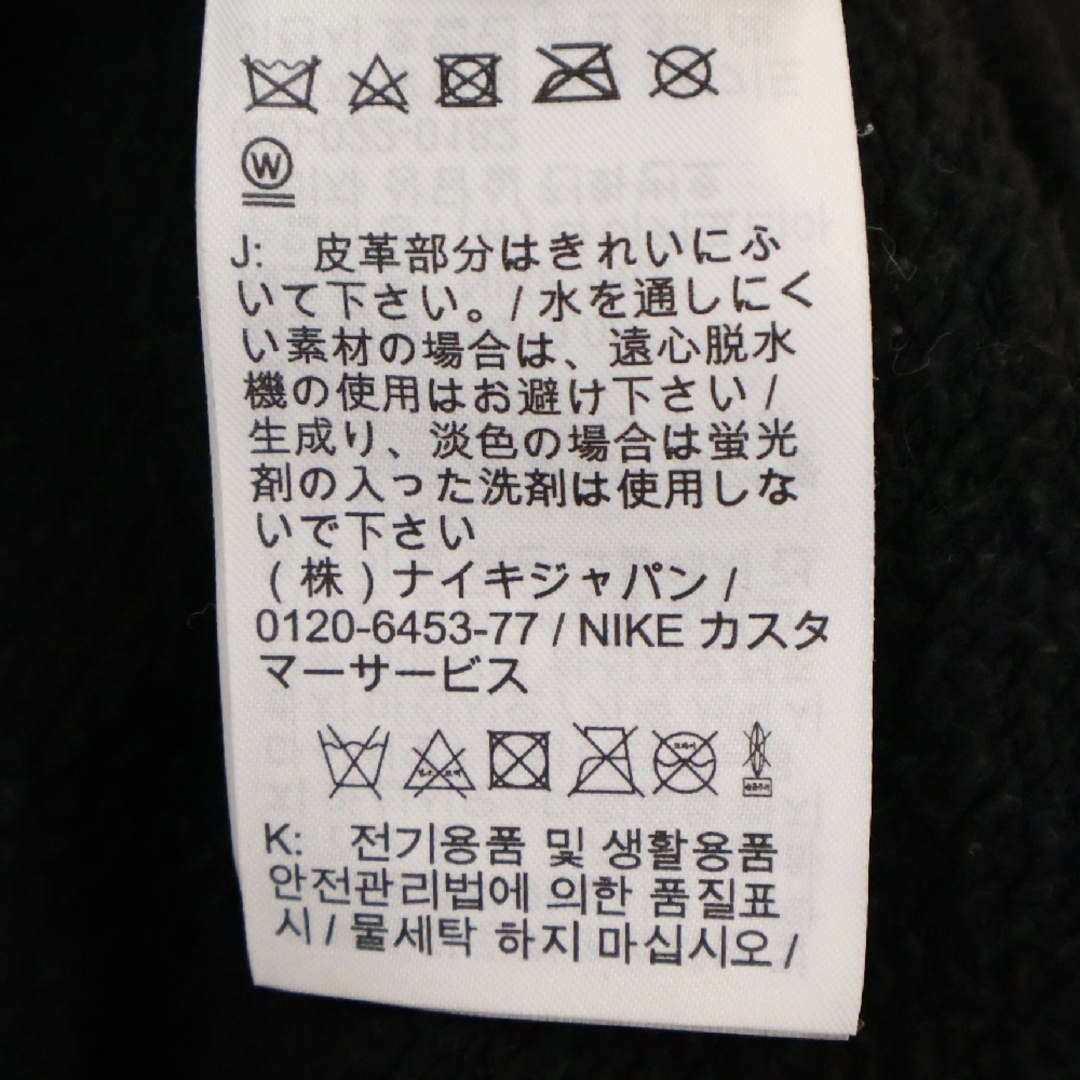 W
J: 皮革部分はきれいにふ
いて下さい。/ 水を通しにく
い素材の場合は、遠心脱水
機の使用はお避け下さい /
生成り、淡色の場合は蛍光
剤の入った洗剤は使用しな
いで下さい
(株) ナイキジャパン /
0120-6453-77 / NIKE カスタ
マーサービス
K: 전기용품 및 생활용품
안전관리법에 의한 품질표
시 / 물세탁 하지 마십시오 /